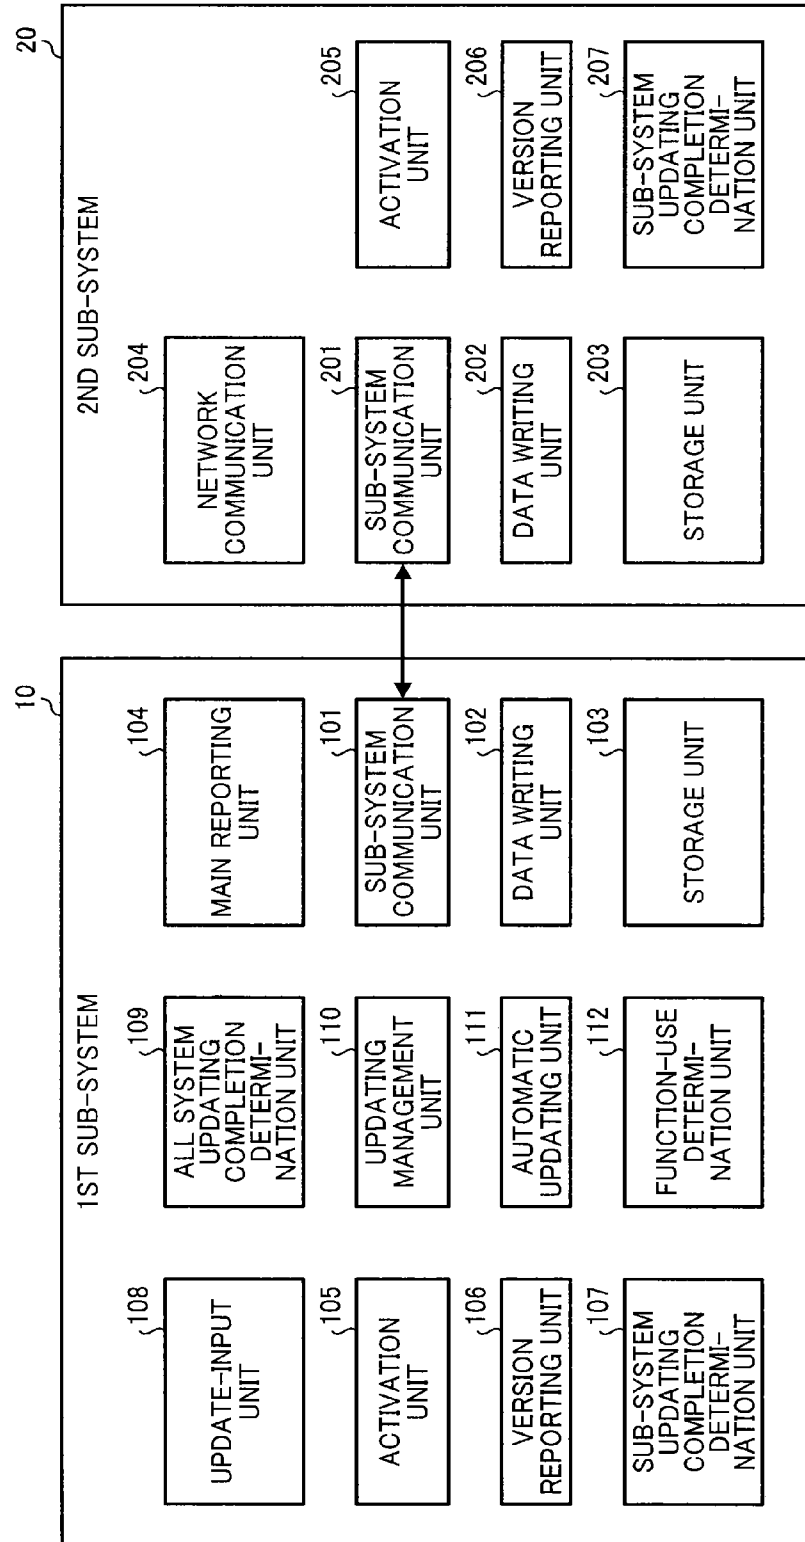 10
1ST SUB-SYSTEM
108
UPDATE-INPUT
UNIT
109
ALL SYSTEM
UPDATING
COMPLETION
DETERMI-
NATION UNIT
104
MAIN REPORTING
UNIT
105
ACTIVATION
UNIT
110
UPDATING
MANAGEMENT
UNIT
101
SUB-SYSTEM
COMMUNICATION
UNIT
106
VERSION
REPORTING UNIT
111
AUTOMATIC
UPDATING UNIT
102
DATA WRITING
UNIT
107
SUB-SYSTEM
UPDATING
COMPLETION
DETERMI-
NATION UNIT
112
FUNCTION-USE
DETERMI-
NATION UNIT
103
STORAGE UNIT
20
2ND SUB-SYSTEM
204
NETWORK
COMMUNICATION
UNIT
201
SUB-SYSTEM
COMMUNICATION
UNIT
205
ACTIVATION
UNIT
202
DATA WRITING
UNIT
206
VERSION
REPORTING UNIT
203
STORAGE UNIT
207
SUB-SYSTEM
UPDATING
COMPLETION
DETERMI-
NATION UNIT